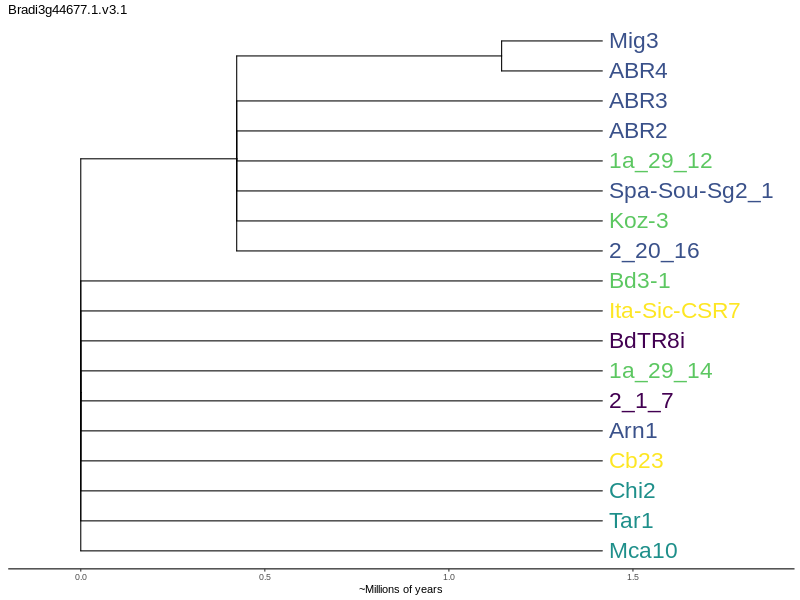 Bradi3g44677.1.v3.1
Mig3
ABR4
ABR3
ABR2
1a_29_12
Spa-Sou-Sg2_1
Koz-3
2_20_16
Bd3-1
Ita-Sic-CSR7
BdTR8i
1a_29_14
2_1_7
Arn1
Cb23
Chi2
Tar1
Mca10
0.0 0.5 1.0 1.5
~Millions of years